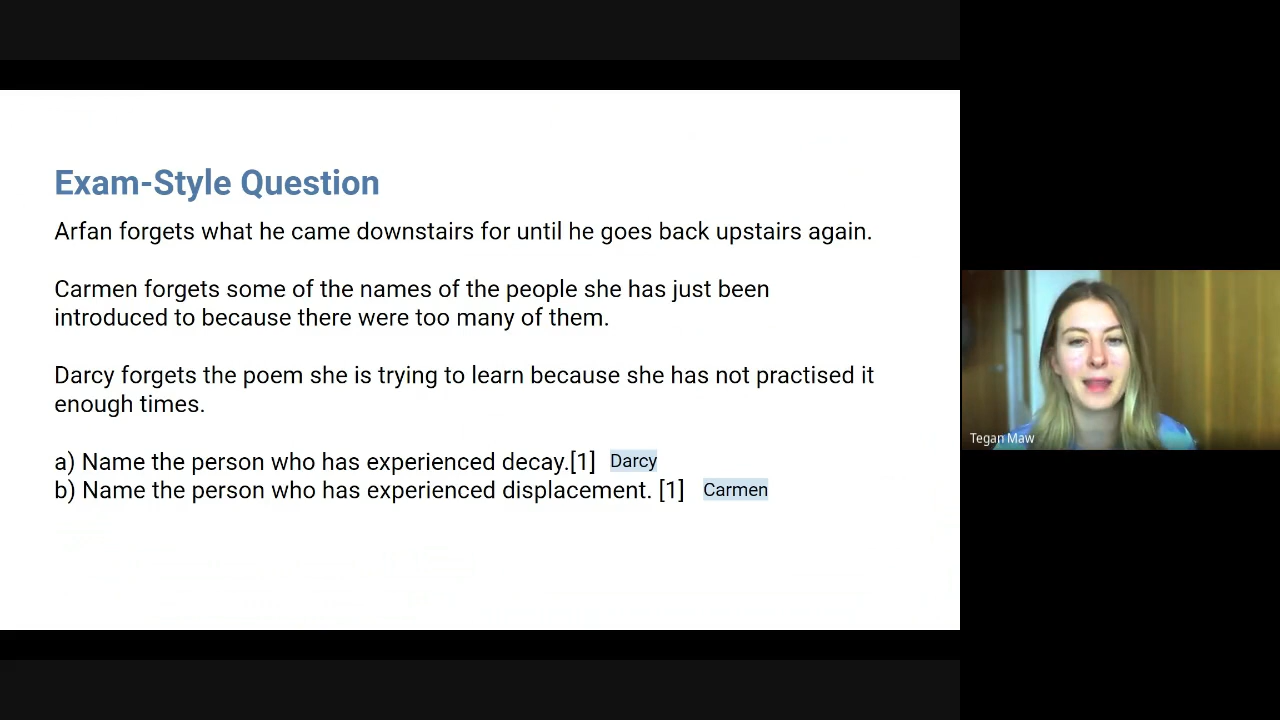 Exam-Style Question
Arfan forgets what he came downstairs for until he goes back upstairs again.
Carmen forgets some of the names of the people she has just been
introduced to because there were too many of them.
Darcy forgets the poem she is trying to learn because she has not practised it
enough times.
a) Name the person who has experienced decay.[1] Darcy
b) Name the person who has experienced displacement. [1] Carmen
Tegan Maw